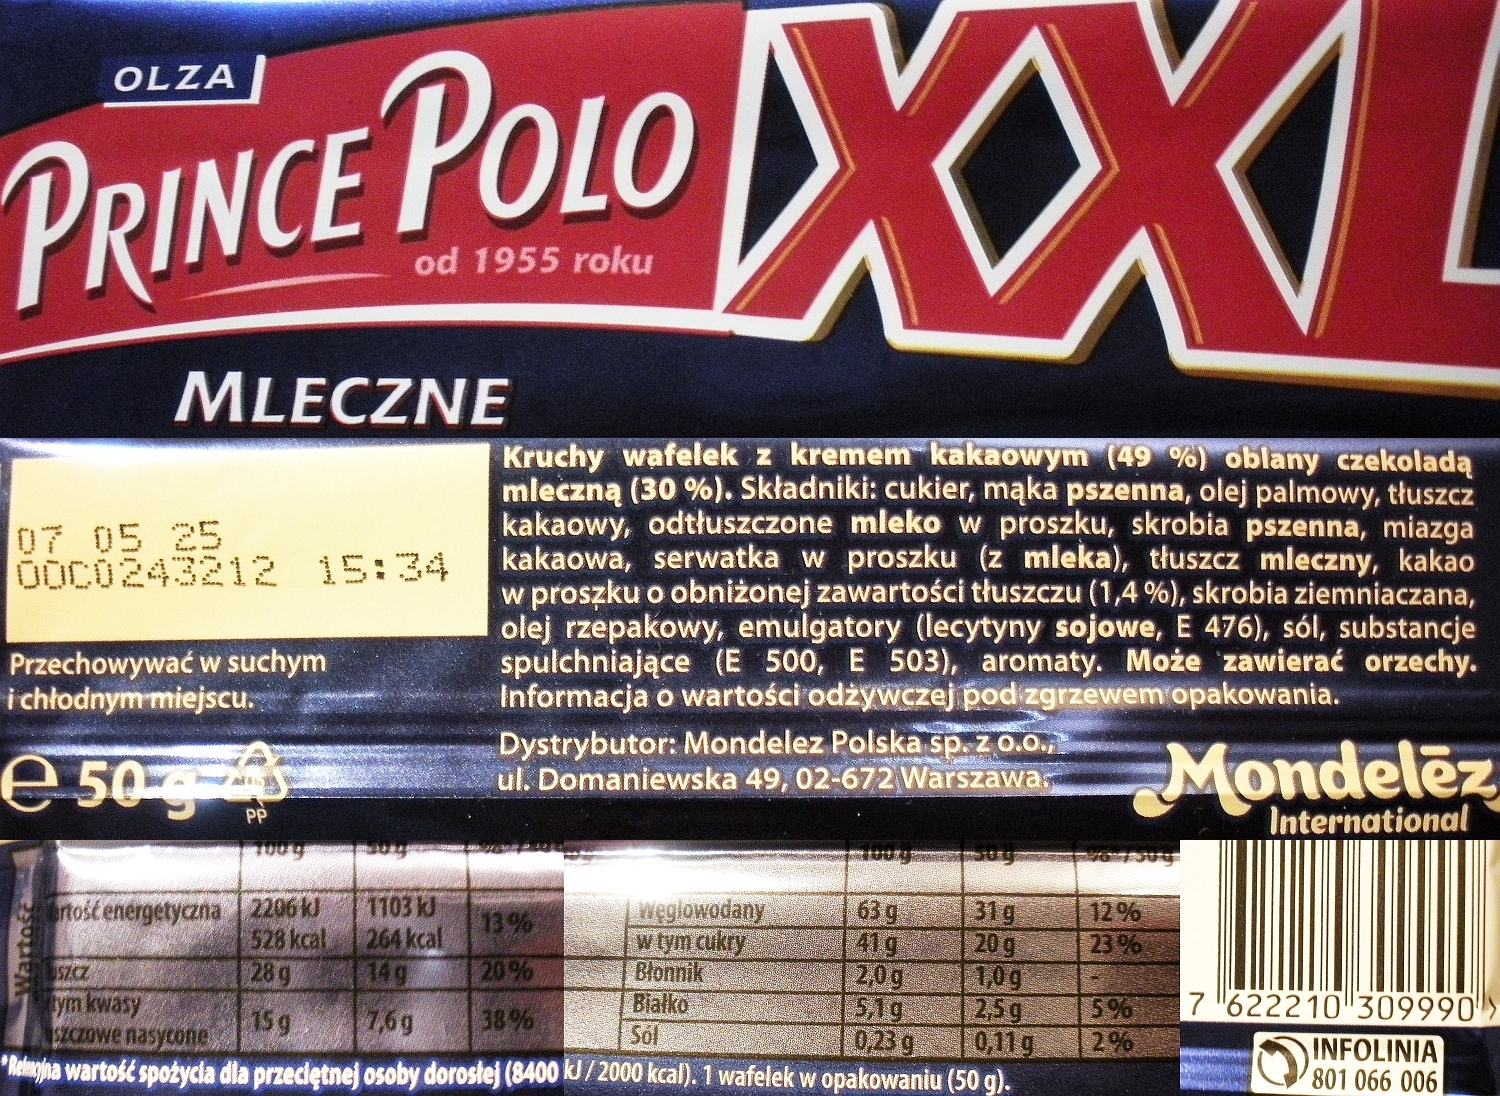 OLZA
PRINCE POLO
XXL
od 1955 roku
MLECZNE
07 05 25
OOCO243212 15:34
Przechowywać w suchym
i chłodnym miejscu.
e 50 g 05
PP
Kruchy wafelek z kremem kakaowym (49 %) oblany czekoladą
mleczną (30 %). Składniki: cukier, mąka pszenna, olej palmowy, tłuszcz
kakaowy, odtłuszczone mleko w proszku, skrobia pszenna, miazga
kakaowa, serwatka w proszku (z mleka), tłuszcz mleczny, kakao
w proszku o obniżonej zawartości tłuszczu (1,4 %), skrobia ziemniaczana,
olej rzepakowy, emulgatory (lecytyny sojowe, E 476), sól, substancje
spulchniające (E 500, E 503), aromaty. Może zawierać orzechy.
Informacja o wartości odżywczej pod zgrzewem opakowania.
Dystrybutor: Mondelez Polska sp. z o.o.,
ul. Domaniewska 49, 02-672 Warszawa.
Mondelēz
International
Wartość
100 g 50 g %*/50 g
artość energetyczna 2206 kJ 1103 kJ 13 %
528 kcal 264 kcal
uszcz 28 g 14 g 20 %
tym kwasy
uszczowe nasycone 15 g 7,6 g 38 %
100 g 50 g %*/50 g
Węglowodany 63 g 31 g 12 %
w tym cukry 41 g 20 g 23 %
Błonnik 2,0 g 1,0 g -
Białko 5,1 g 2,5 g 5 %
Sól 0,23 g 0,11 g 2 %
wartość spożycia dla przeciętnej osoby dorosłej (8400 kJ / 2000 kcal). 1 wafelek w opakowaniu (50 g).
7 622210 309990 >
INFOLINIA
801 066 006